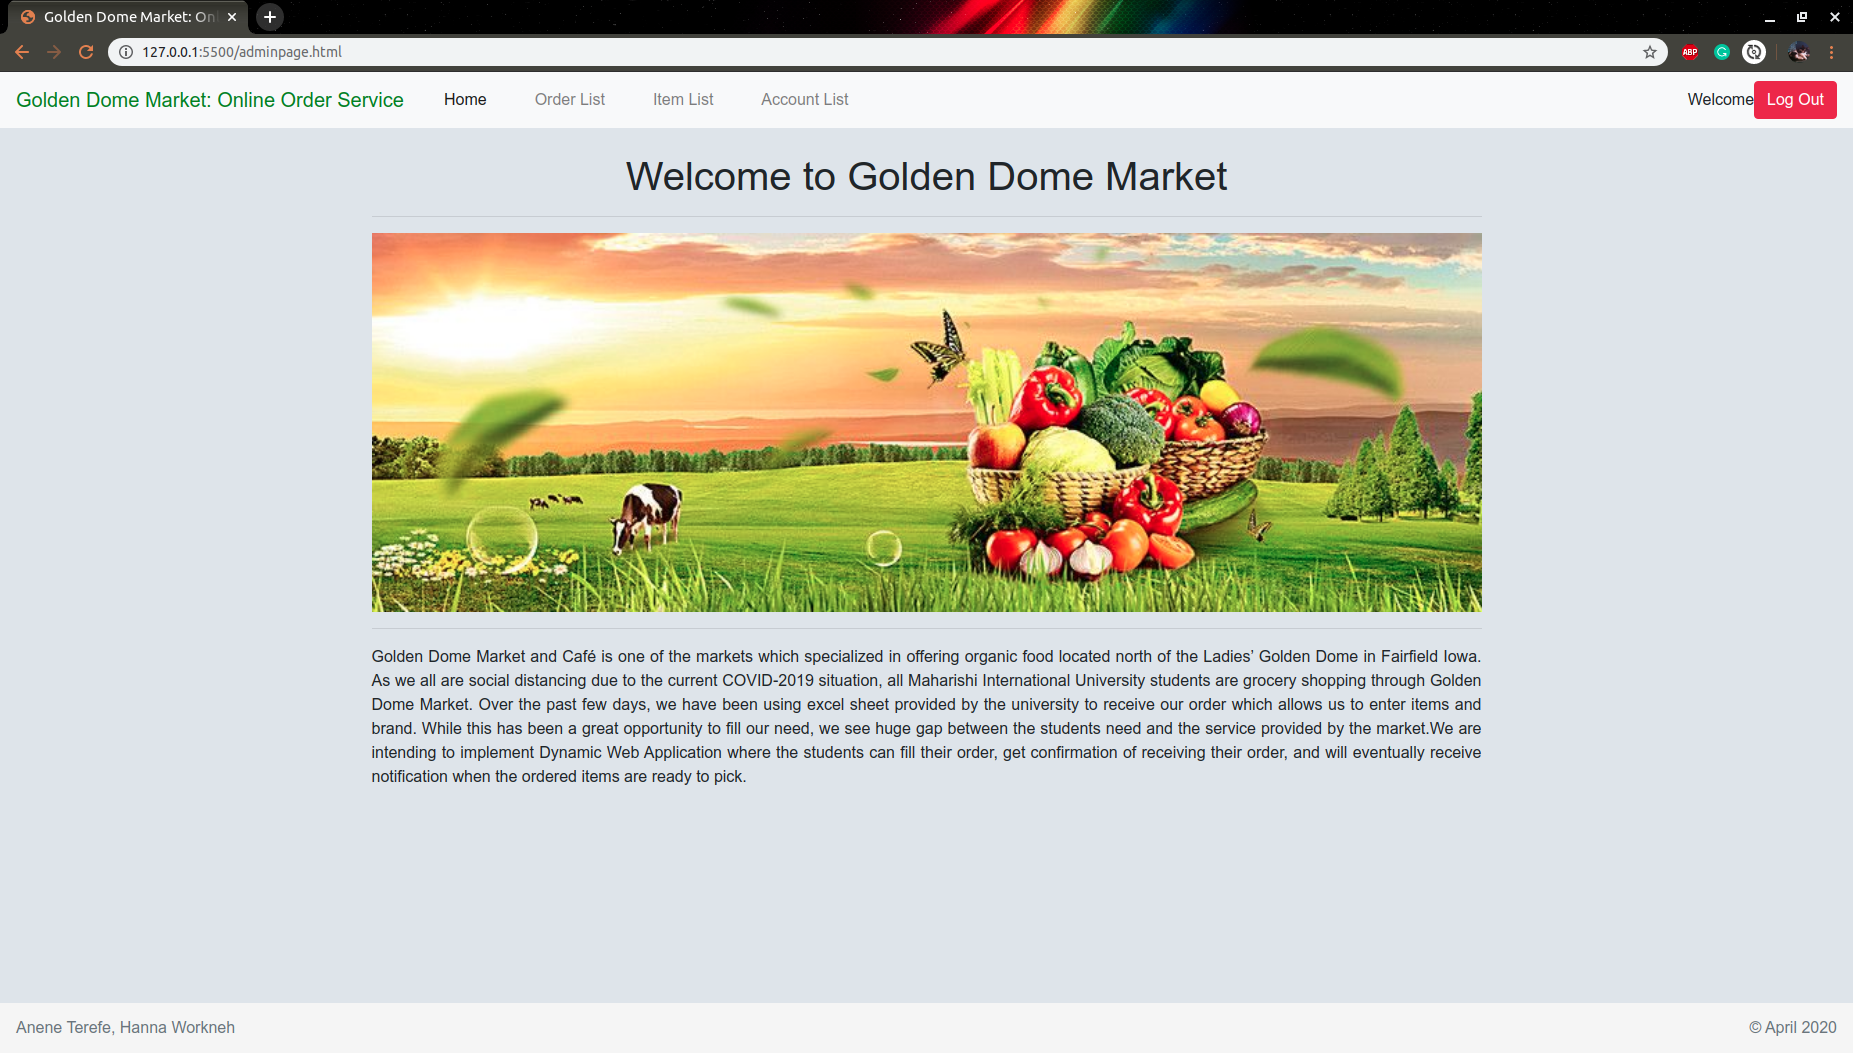 Golden Dome Market: Onl
127.0.0.1:5500/adminpage.html
ABP
Golden Dome Market: Online Order Service
Home
Order List
Item List
Account List
Welcome
Log Out
Welcome to Golden Dome Market
Golden Dome Market and Café is one of the markets which specialized in offering organic food located north of the Ladies’ Golden Dome in Fairfield Iowa.
As we all are social distancing due to the current COVID-2019 situation, all Maharishi International University students are grocery shopping through Golden
Dome Market. Over the past few days, we have been using excel sheet provided by the university to receive our order which allows us to enter items and
brand. While this has been a great opportunity to fill our need, we see huge gap between the students need and the service provided by the market.We are
intending to implement Dynamic Web Application where the students can fill their order, get confirmation of receiving their order, and will eventually receive
notification when the ordered items are ready to pick.
Anene Terefe, Hanna Workneh
© April 2020